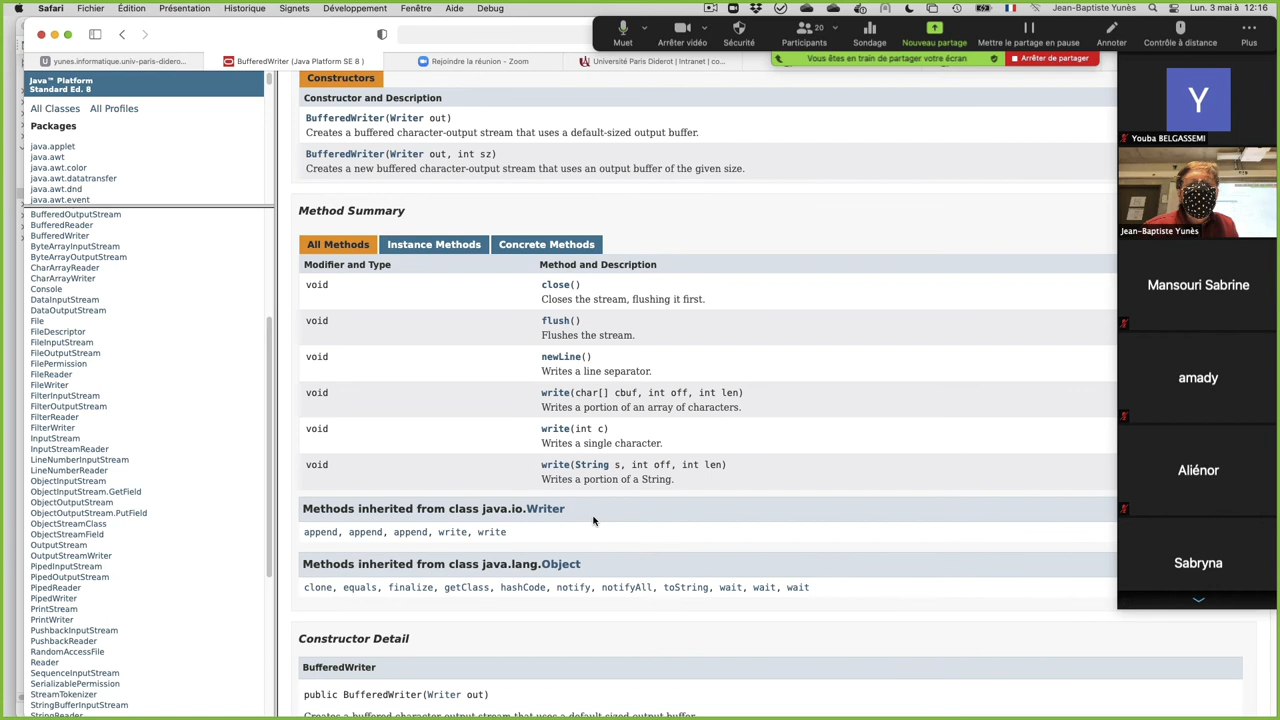 Safari Fichier Édition Présentation Historique Signets Développement Fenêtre Aide Debug Jean-Baptiste Yunès Lun. 3 mai à 12:16
Muet Arrêter vidéo Sécurité Participants 20 Sondage Nouveau partage Mettre le partage en pause Annoter Contrôle à distance Plus
Vous êtes en train de partager votre écran Arrêter de partager
yunes.informatique.univ-paris-didero... BufferedWriter (Java Platform SE 8 ) Rejoindre la réunion - Zoom Université Paris Diderot | Intranet | co...
Java™ Platform
Standard Ed. 8
All Classes All Profiles
Packages
java.applet
java.awt
java.awt.color
java.awt.datatransfer
java.awt.dnd
java.awt.event
BufferedOutputStream
BufferedReader
BufferedWriter
ByteArrayInputStream
ByteArrayOutputStream
CharArrayReader
CharArrayWriter
Console
DataInputStream
DataOutputStream
File
FileDescriptor
FileInputStream
FileOutputStream
FilePermission
FileReader
FileWriter
FilterInputStream
FilterOutputStream
FilterReader
FilterWriter
InputStream
InputStreamReader
LineNumberInputStream
LineNumberReader
ObjectInputStream
ObjectInputStream.GetField
ObjectOutputStream
ObjectOutputStream.PutField
ObjectStreamClass
ObjectStreamField
OutputStream
OutputStreamWriter
PipedInputStream
PipedOutputStream
PipedReader
PipedWriter
PrintStream
PrintWriter
PushbackInputStream
PushbackReader
RandomAccessFile
Reader
SequenceInputStream
SerializablePermission
StreamTokenizer
StringBufferInputStream
StringReader
Constructors
Constructor and Description
BufferedWriter(Writer out)
Creates a buffered character-output stream that uses a default-sized output buffer.
BufferedWriter(Writer out, int sz)
Creates a new buffered character-output stream that uses an output buffer of the given size.
Method Summary
All Methods Instance Methods Concrete Methods
Modifier and Type Method and Description
void close()
Closes the stream, flushing it first.
void flush()
Flushes the stream.
void newLine()
Writes a line separator.
void write(char[] cbuf, int off, int len)
Writes a portion of an array of characters.
void write(int c)
Writes a single character.
void write(String s, int off, int len)
Writes a portion of a String.
Methods inherited from class java.io.Writer
append, append, append, write, write
Methods inherited from class java.lang.Object
clone, equals, finalize, getClass, hashCode, notify, notifyAll, toString, wait, wait, wait
Constructor Detail
BufferedWriter
public BufferedWriter(Writer out)
Creates a buffered character-output stream that uses a default-sized output buffer.
Y
Youba BELGASSEMI
Jean-Baptiste Yunès
Mansouri Sabrine
amady
Aliénor
Sabryna